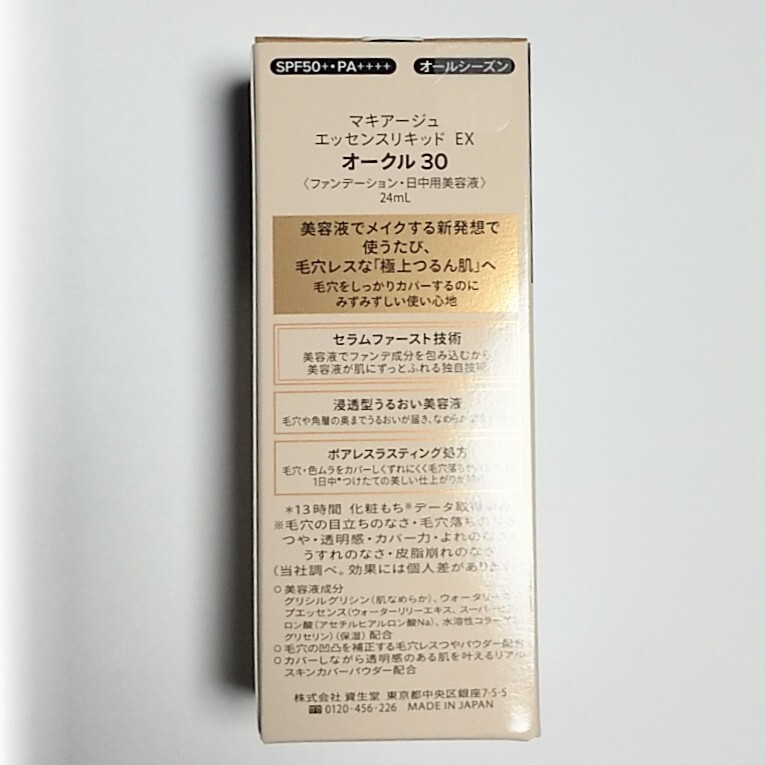 SPF50+・PA++++ オールシーズン
マキアージュ
エッセンスリキッド EX
オークル 30
〈ファンデーション・日中用美容液〉
24mL
美容液でメイクする新発想で
使うたび、
毛穴レスな「極上つるん肌」へ
毛穴をしっかりカバーするのに
みずみずしい使い心地
セラムファースト技術
美容液でファンデ成分を包み込むから
美容液が肌にずっとふれる独自技術
浸透型うるおい美容液
毛穴や角層の奥までうるおいが届き、なめらか
ポアレスラスティング処方
毛穴・色ムラをカバーしくずれにくく毛穴落ち
1日中*つけたての美しい仕上がりが
*13時間 化粧もち※データ取得
※毛穴の目立ちのなさ・毛穴落ちのなさ・
つや・透明感・カバー力・よれのなさ
うすれのなさ・皮脂崩れのなさ
(当社調べ。効果には個人差があり
○美容液成分
グリシルグリシン(肌なめらか)、ウォータリー
プエッセンス(ウォーターリリーエキス、スーパーヒ
ロン酸(アセチルヒアルロン酸Na)、水溶性コラーゲ
グリセリン)(保湿) 配合
○毛穴の凹凸を補正する毛穴レスつやパウダー配合
○カバーしながら透明感のある肌を叶えるリアル
スキンカバーパウダー配合
株式会社 資生堂 東京都中央区銀座7-5-5
0120-456-226 MADE IN JAPAN